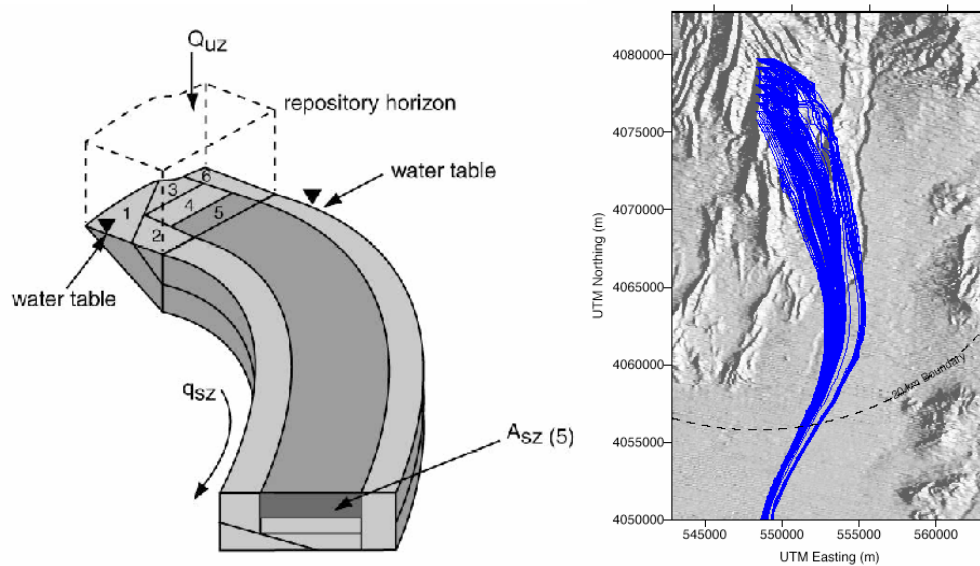 Quz
repository horizon
water table
6
3
1
4
5
2
water table
qsz
Asz (5)
4080000
4075000
4070000
4065000
4060000
4055000
4050000
UTM Northing (m)
20 km Boundary
545000 550000 555000 560000
UTM Easting (m)